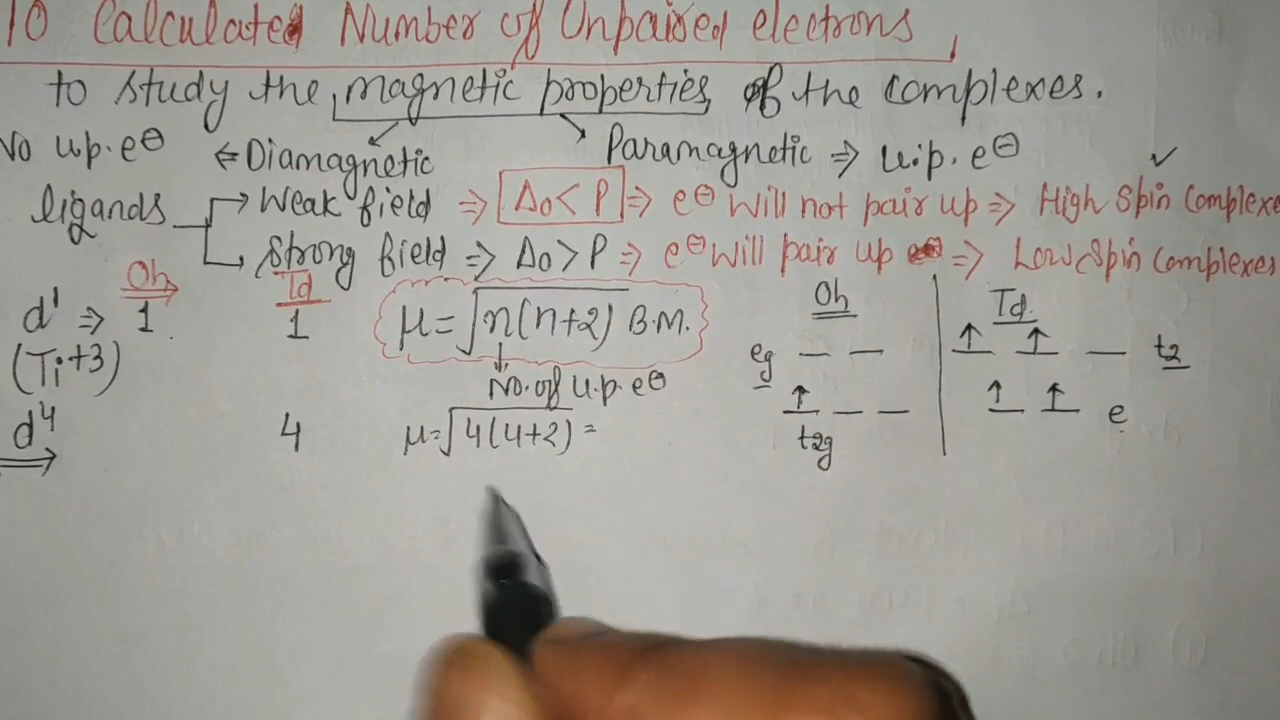 10 Calculated Number of Unpaired electrons,
to study the magnetic properties of the complexes.
No u.p. e⊖ ⇐ Diamagnetic Paramagnetic ⇒ u.p. e⊖ ✓
ligands → Weak field ⇒ Δo < P ⇒ e⊖ will not pair up ⇒ High Spin Complexe
→ Strong field ⇒ Δo > P ⇒ e⊖ will pair up ⇒ Low Spin Complexes
Oh Td
d¹ ⇒ 1 1 μ = √n(n+2) B.M.
(Ti+3) ↓
No. of u.p. e⊖
d⁴ 4 μ = √4(4+2) =
Oh Td
eg _ _ ↑ ↑ _ t2
↑ _ _ ↑ ↑ e
t2g